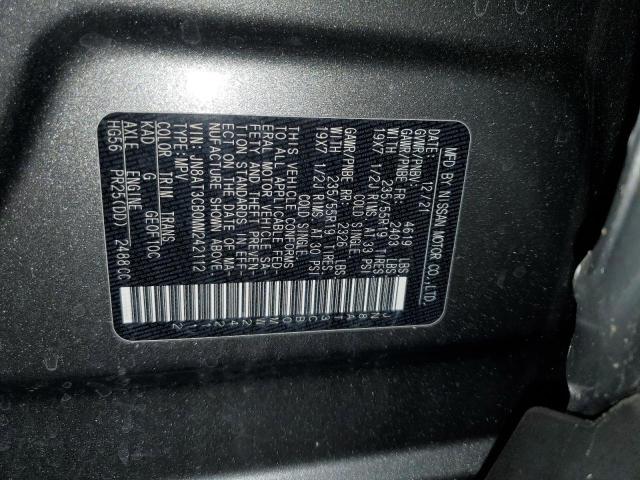 MFD BY NISSAN MOTOR CO.,LTD.
DATE: 12/21
GVWR/PNBV: 4619 LBS
GAWR/PNBE FR: 2403 LBS
WITH 235/55R19 TIRES
19X7 1/2J RIMS AT 33 PSI
COLD SINGLE
GAWR/PNBE RR: 2326 LBS
WITH 235/55R19 TIRES
19X7 1/2J RIMS AT 30 PSI
COLD SINGLE
THIS VEHICLE CONFORMS
TO ALL APPLICABLE FED-
ERAL MOTOR VEHICLE SA-
FETY AND THEFT PREVEN-
TION STANDARDS IN EFF-
ECT ON THE DATE OF MA-
NUFACTURE SHOWN ABOVE.
VIN: JN8AT3CB0MW242112
TYPE: MPV
COLOR TRIM TRANS
KAD G GE0F10C
AXLE ENGINE
HG56 PR25(DD) 2488CC
JN8AT3CB0MW242112